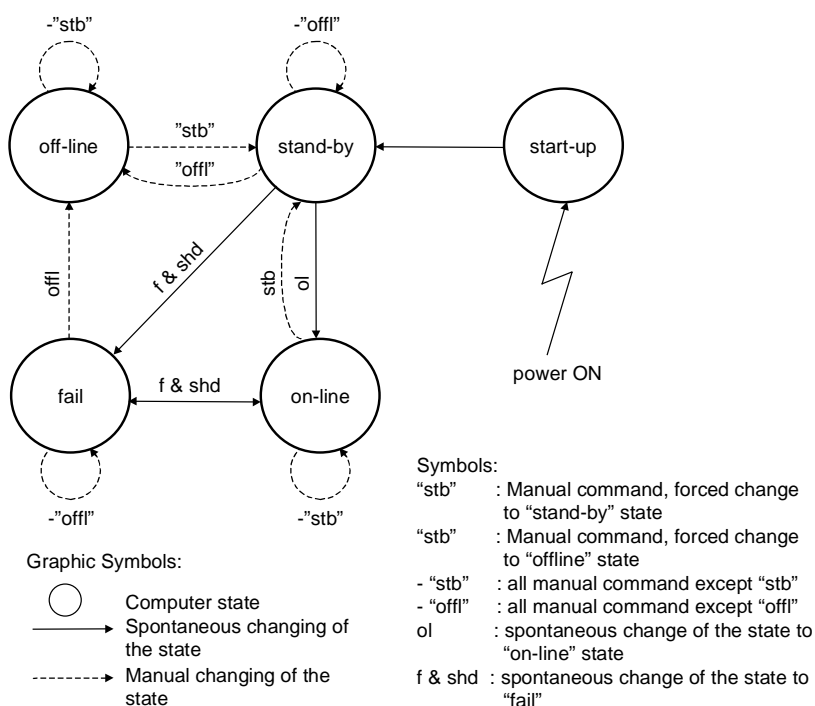 -"stb"
-"offl"
off-line
"stb"
"offl"
stand-by
start-up
offl
f & shd
stb
ol
power ON
fail
f & shd
on-line
-"offl"
-"stb"
Graphic Symbols:
Computer state
Spontaneous changing of
the state
Manual changing of the
state
Symbols:
“stb” : Manual command, forced change
to “stand-by” state
“stb” : Manual command, forced change
to “offline” state
- “stb” : all manual command except “stb”
- “offl” : all manual command except “offl”
ol : spontaneous change of the state to
“on-line” state
f & shd : spontaneous change of the state to
“fail”